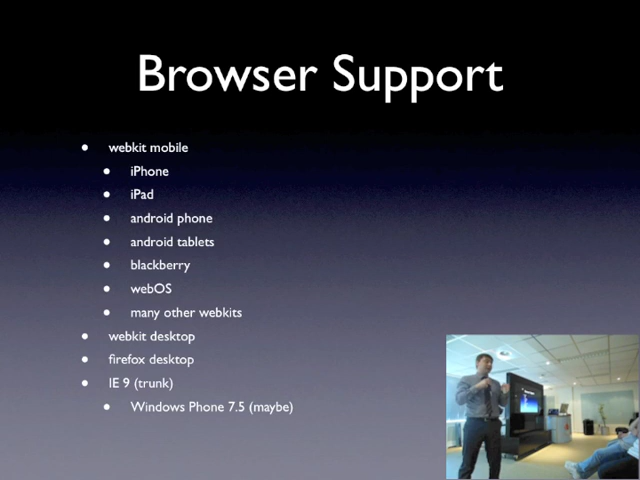 Browser Support
• webkit mobile
• iPhone
• iPad
• android phone
• android tablets
• blackberry
• webOS
• many other webkits
• webkit desktop
• firefox desktop
• IE 9 (trunk)
• Windows Phone 7.5 (maybe)